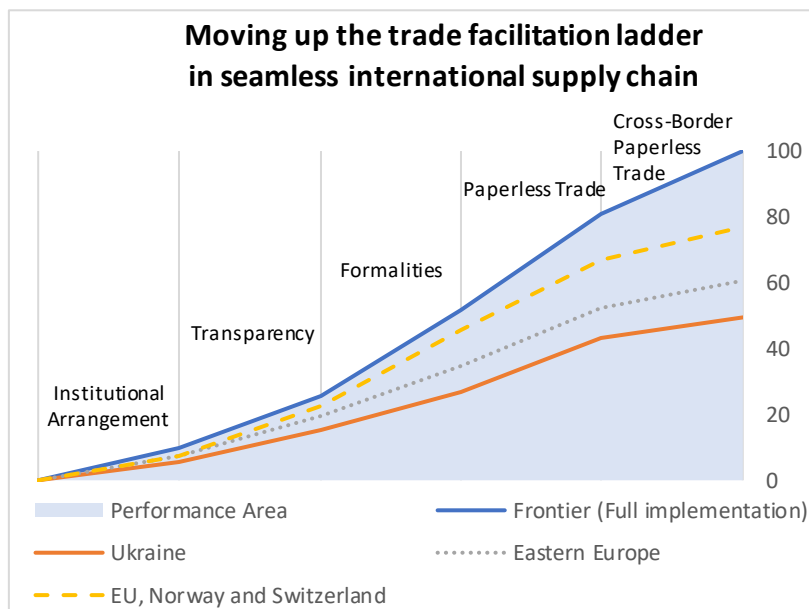 Moving up the trade facilitation ladder
in seamless international supply chain
Cross-Border
Paperless
Trade
Paperless Trade
Formalities
Transparency
Institutional
Arrangement
100
80
60
40
20
0
Performance Area
Frontier (Full implementation)
Ukraine
Eastern Europe
EU, Norway and Switzerland